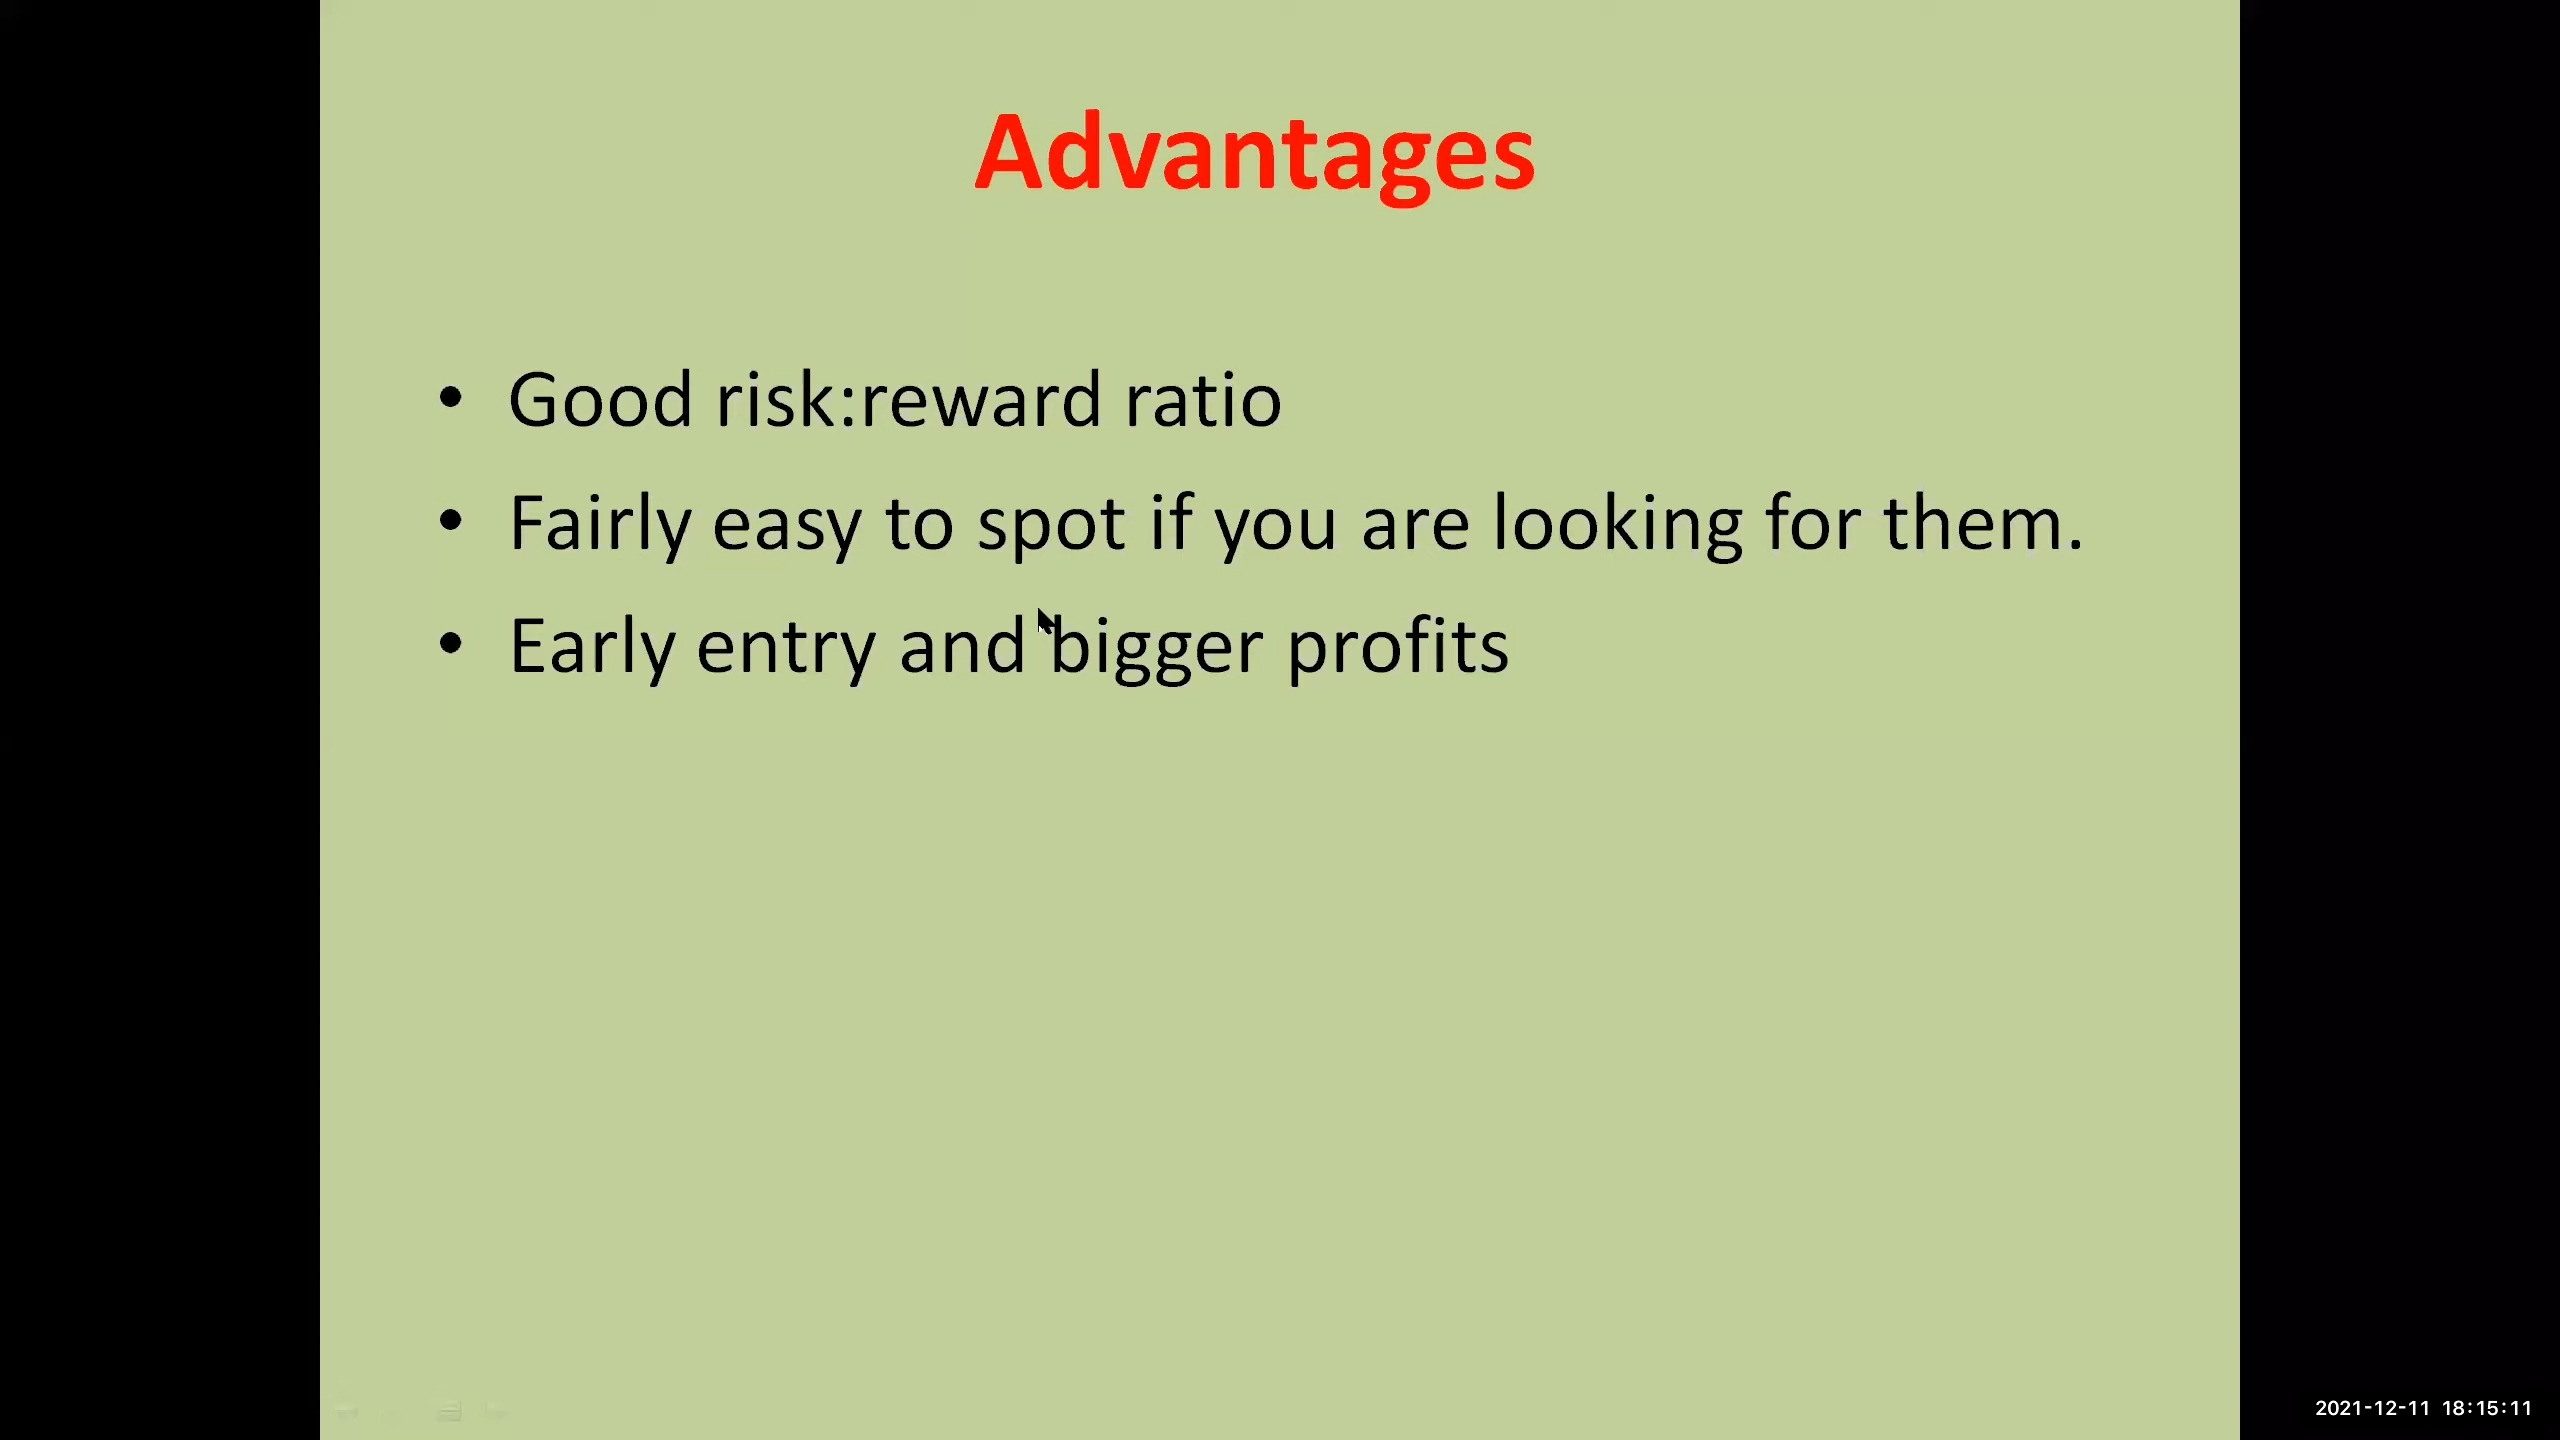 Advantages
• Good risk:reward ratio
• Fairly easy to spot if you are looking for them.
• Early entry and bigger profits
2021-12-11 18:15:11